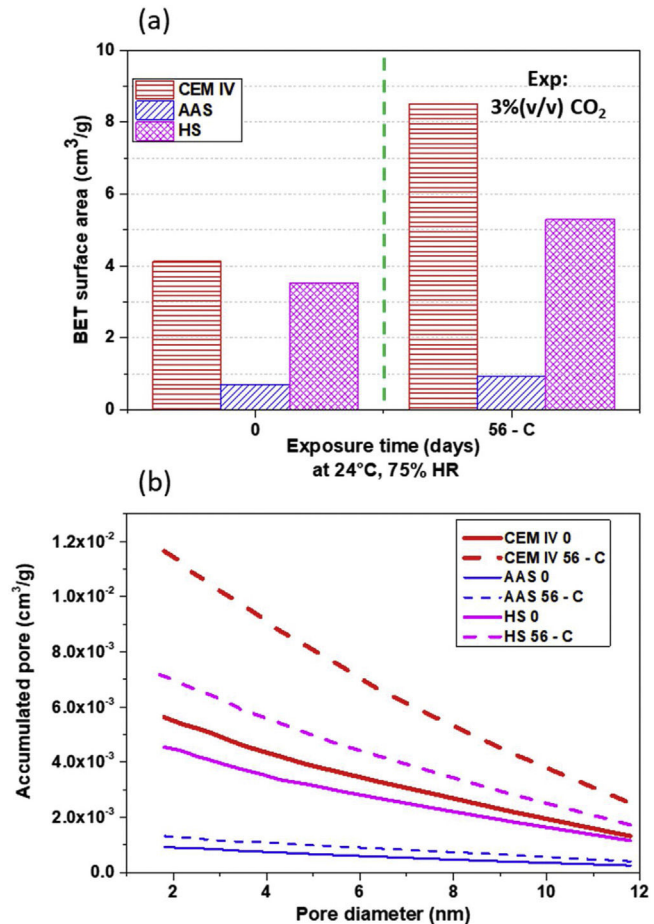 (a)
10
8
6
4
2
0
BET surface area (cm³/g)
CEM IV
AAS
HS
Exp:
3%(v/v) CO₂
0
56 - C
Exposure time (days)
at 24°C, 75% HR
(b)
1.2x10⁻²
1.0x10⁻²
8.0x10⁻³
6.0x10⁻³
4.0x10⁻³
2.0x10⁻³
0.0
Accumulated pore (cm³/g)
CEM IV 0
CEM IV 56 - C
AAS 0
AAS 56 - C
HS 0
HS 56 - C
2
4
6
8
10
12
Pore diameter (nm)